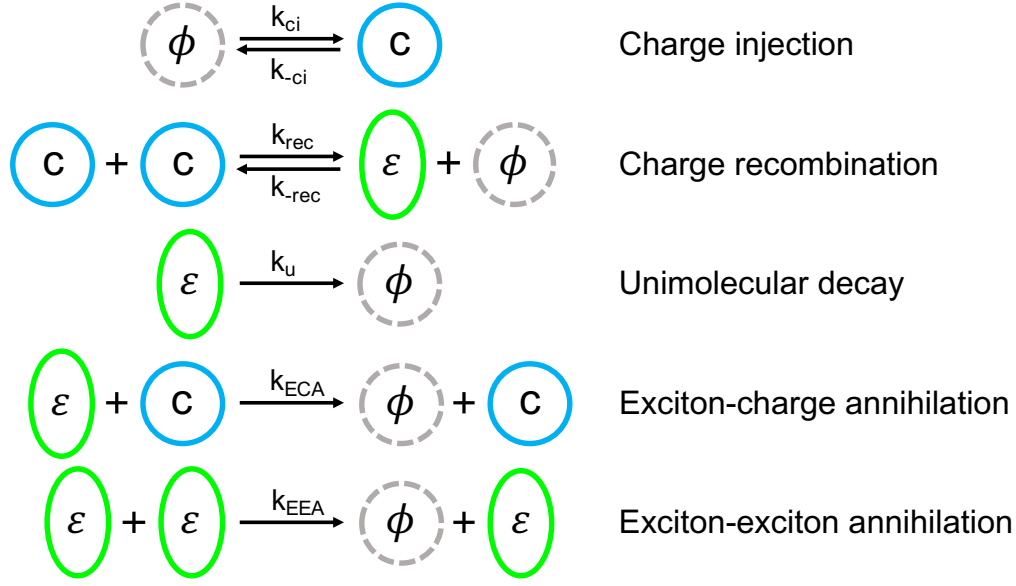 ϕ k_ci k_-ci c Charge injection
c + c k_rec k_-rec ε + ϕ Charge recombination
ε k_u ϕ Unimolecular decay
ε + c k_ECA ϕ + c Exciton-charge annihilation
ε + ε k_EEA ϕ + ε Exciton-exciton annihilation